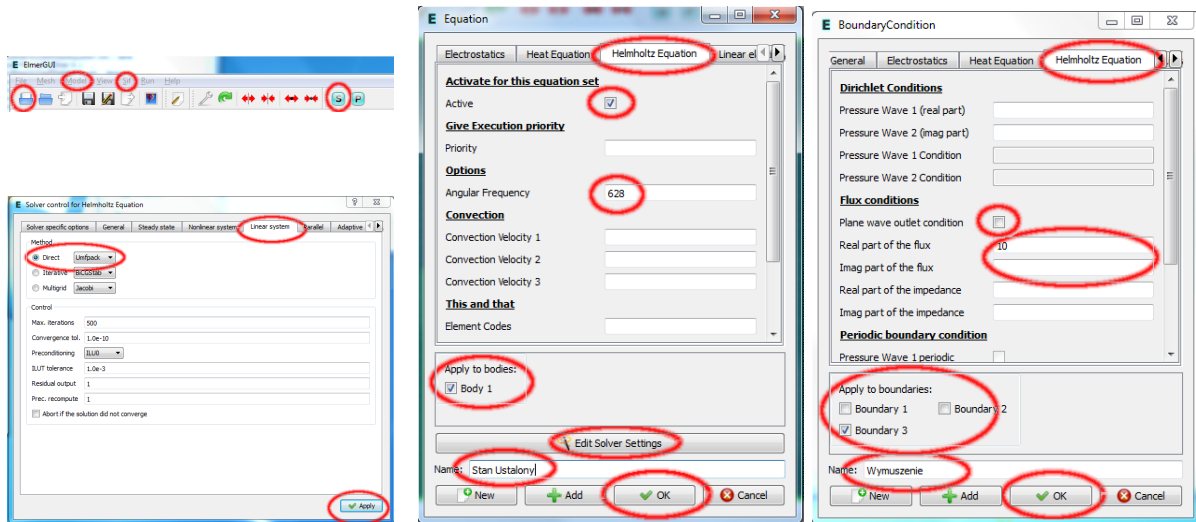 ElmerGUI
File Mesh Model View Sif Run Help
S P
Solver control for Helmholtz Equation
Solver specific options General Steady state Nonlinear system Linear system Parallel Adaptive
Method
Direct Umfpack
Iterative BiCGStab
Multigrid Jacobi
Control
Max. iterations 500
Convergence tol. 1.0e-10
Preconditioning ILU0
ILUT tolerance 1.0e-3
Residual output 1
Prec. recompute 1
Abort if the solution did not converge
Apply
Equation
Electrostatics Heat Equation Helmholtz Equation Linear el
Activate for this equation set
Active
Give Execution priority
Priority
Options
Angular Frequency 628
Convection
Convection Velocity 1
Convection Velocity 2
Convection Velocity 3
This and that
Element Codes
Apply to bodies:
Body 1
Edit Solver Settings
Name: Stan Ustalony
New Add OK Cancel
BoundaryCondition
General Electrostatics Heat Equation Helmholtz Equation
Dirichlet Conditions
Pressure Wave 1 (real part)
Pressure Wave 2 (imag part)
Pressure Wave 1 Condition
Pressure Wave 2 Condition
Flux conditions
Plane wave outlet condition
Real part of the flux 10
Imag part of the flux
Real part of the impedance
Imag part of the impedance
Periodic boundary condition
Pressure Wave 1 periodic
Apply to boundaries:
Boundary 1 Boundary 2
Boundary 3
Name: Wymuszenie
New Add OK Cancel